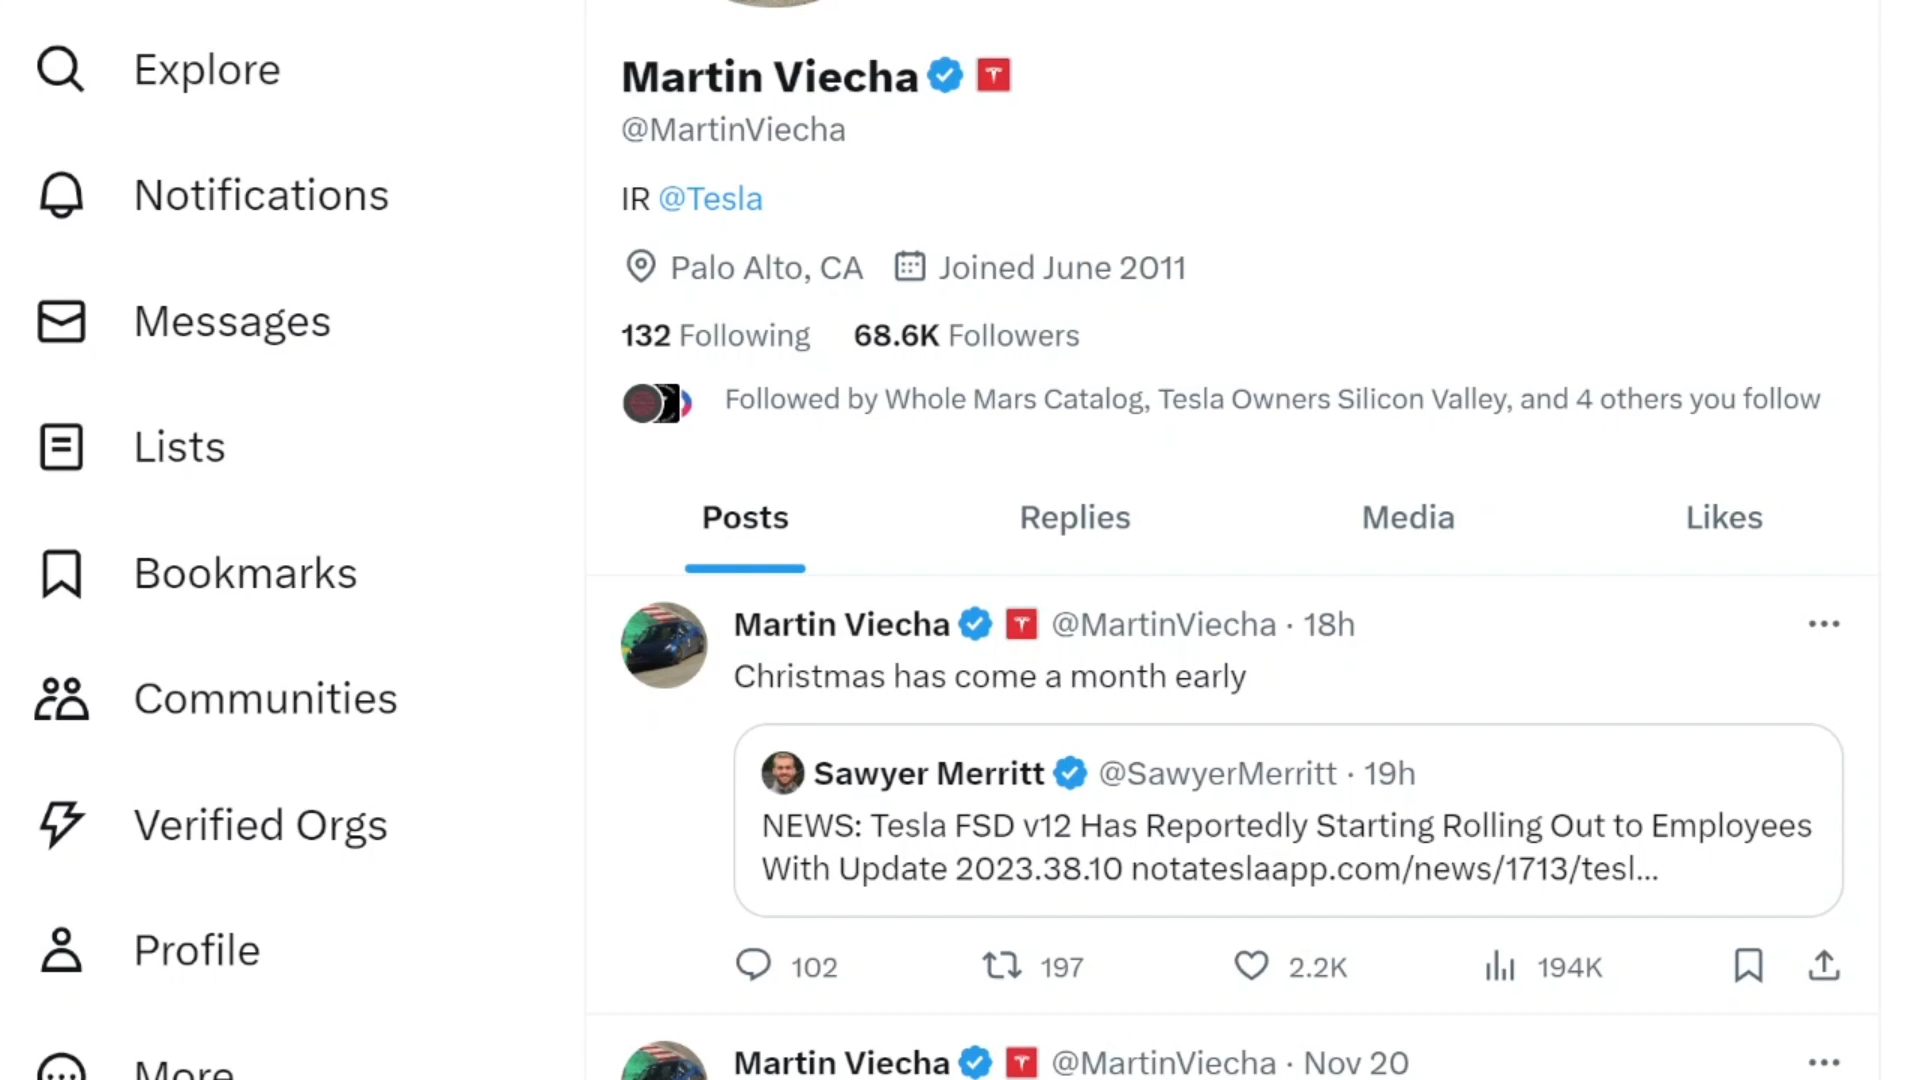 Explore
Notifications
Messages
Lists
Bookmarks
Communities
Verified Orgs
Profile
More
Martin Viecha
@MartinViecha
IR @Tesla
Palo Alto, CA Joined June 2011
132 Following 68.6K Followers
Followed by Whole Mars Catalog, Tesla Owners Silicon Valley, and 4 others you follow
Posts Replies Media Likes
Martin Viecha @MartinViecha · 18h
Christmas has come a month early
Sawyer Merritt @SawyerMerritt · 19h
NEWS: Tesla FSD v12 Has Reportedly Starting Rolling Out to Employees
With Update 2023.38.10 notateslaapp.com/news/1713/tesl...
102 197 2.2K 194K
Martin Viecha @MartinViecha · Nov 20